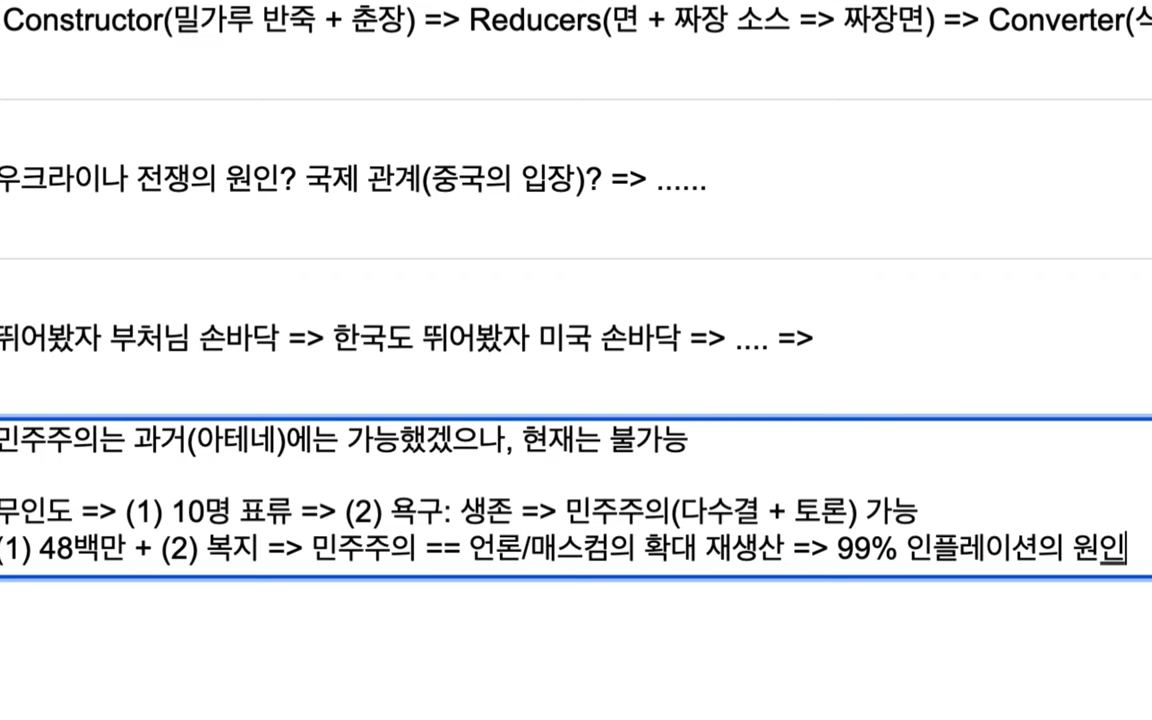 Constructor(밀가루 반죽 + 춘장) => Reducers(면 + 짜장 소스 => 짜장면) => Converter(
우크라이나 전쟁의 원인? 국제 관계(중국의 입장)? => ......
뛰어봤자 부처님 손바닥 => 한국도 뛰어봤자 미국 손바닥 => .... =>
민주주의는 과거(아테네)에는 가능했겠으나, 현재는 불가능
무인도 => (1) 10명 표류 => (2) 욕구: 생존 => 민주주의(다수결 + 토론) 가능
(1) 48백만 + (2) 복지 => 민주주의 == 언론/매스컴의 확대 재생산 => 99% 인플레이션의 원인